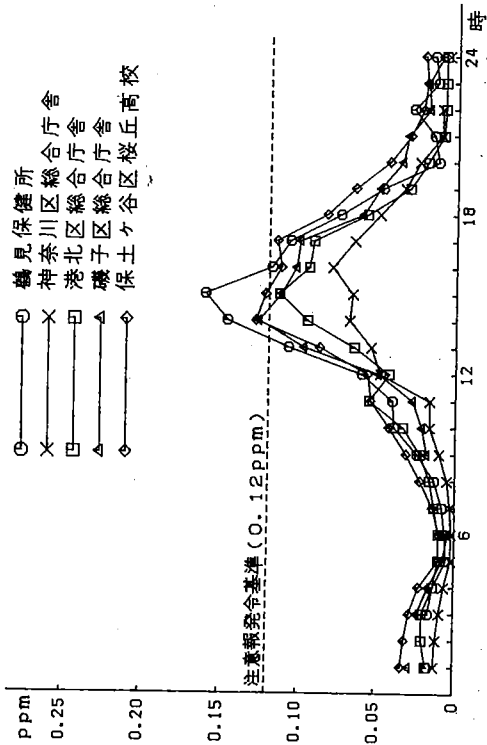 ppm
0.25
0.20
0.15
0.10
0.05
0
6
12
18
24
時
注意報発令基準(0.12ppm)
鶴見保健所
神奈川区総合庁舎
港北区総合庁舎
磯子区総合庁舎
保土ヶ谷区桜丘高校